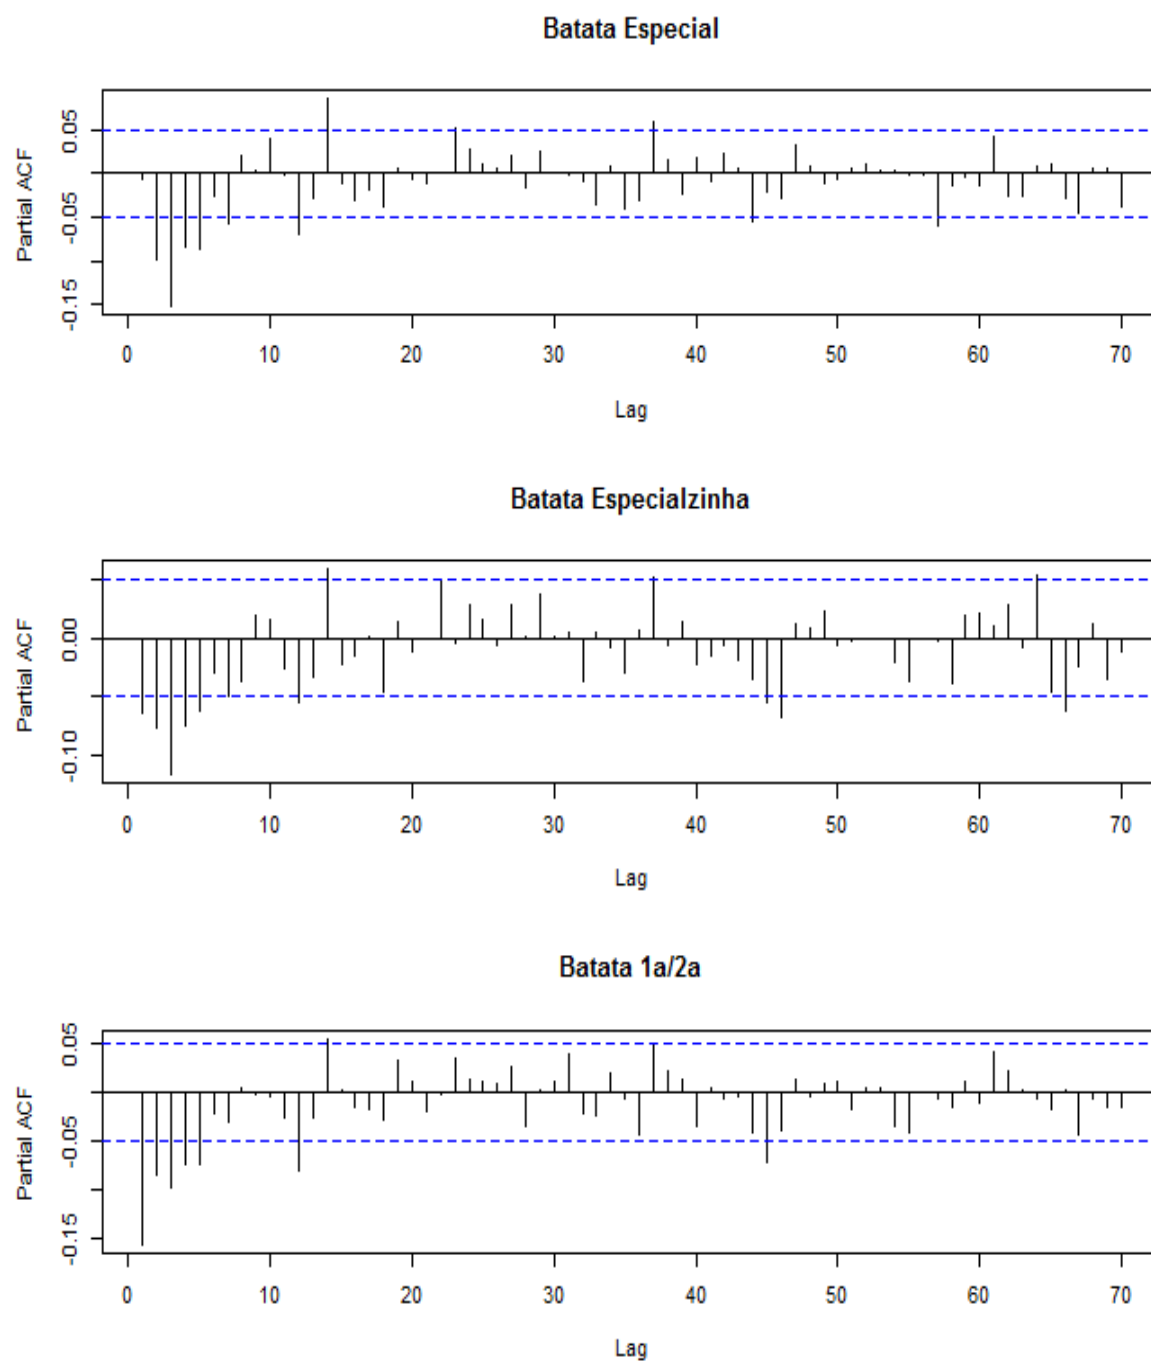 Batata Especial
Partial ACF
0.05
-0.05
-0.15
0 10 20 30 40 50 60 70
Lag
Batata Especialzinha
Partial ACF
0.00
-0.10
0 10 20 30 40 50 60 70
Lag
Batata 1a/2a
Partial ACF
0.05
-0.05
-0.15
0 10 20 30 40 50 60 70
Lag